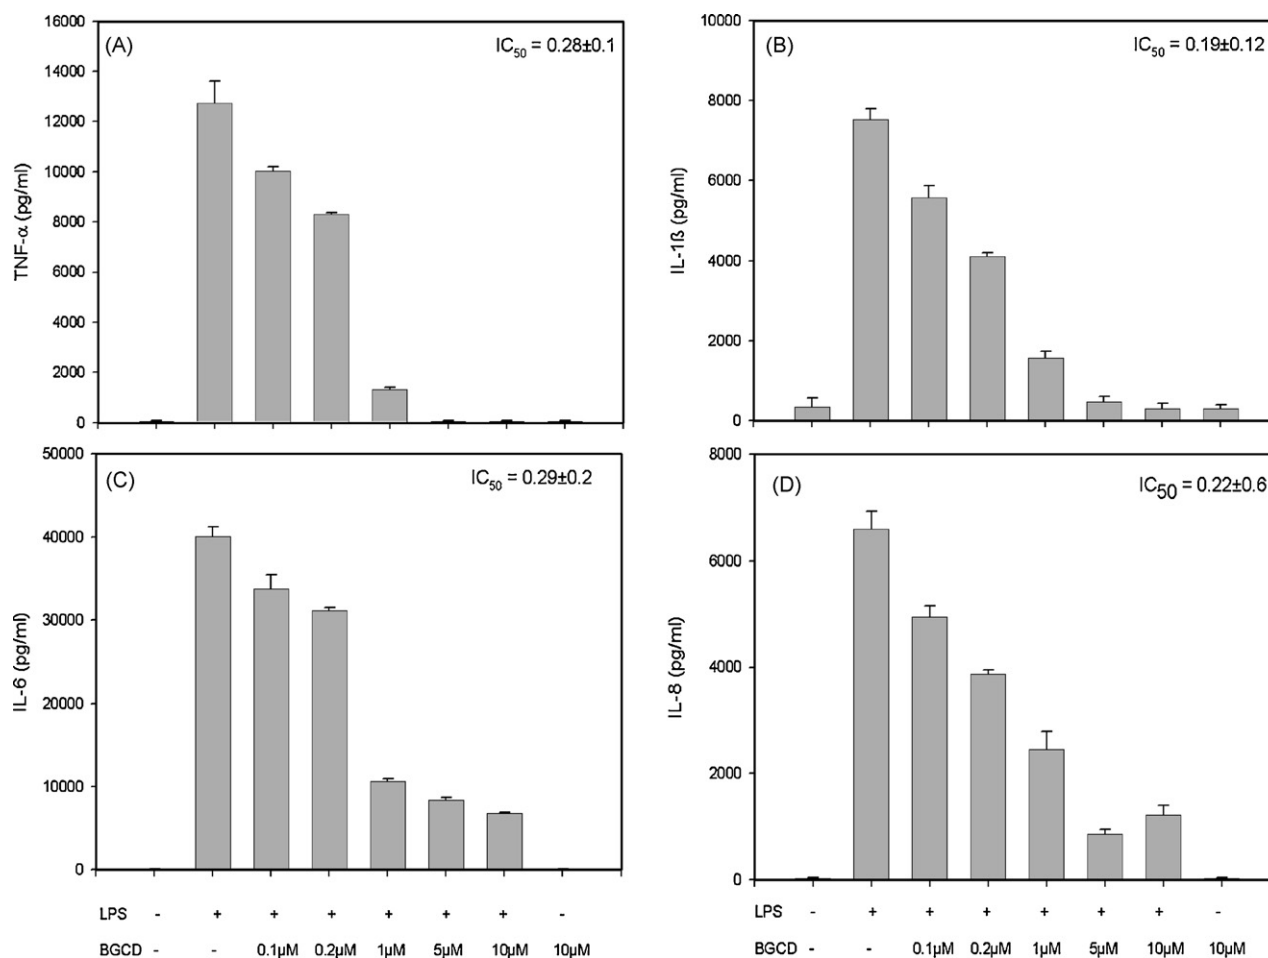 (A)
IC50 = 0.28±0.1
TNF-α (pg/ml)
16000
14000
12000
10000
8000
6000
4000
2000
0
(B)
IC50 = 0.19±0.12
IL-1ß (pg/ml)
10000
8000
6000
4000
2000
0
(C)
IC50 = 0.29±0.2
IL-6 (pg/ml)
50000
40000
30000
20000
10000
0
LPS - + + + + + + -
BGCD - - 0.1µM 0.2µM 1µM 5µM 10µM 10µM
(D)
IC50 = 0.22±0.6
IL-8 (pg/ml)
8000
6000
4000
2000
0
- + + + + + + -
- - 0.1µM 0.2µM 1µM 5µM 10µM 10µM